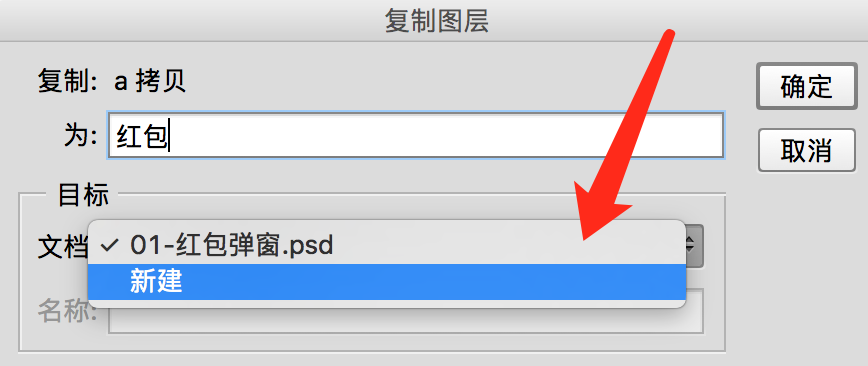 复制图层
复制: a 拷贝
确定
为: 红包
取消
目标
文档
✓ 01-红包弹窗.psd
新建
名称: